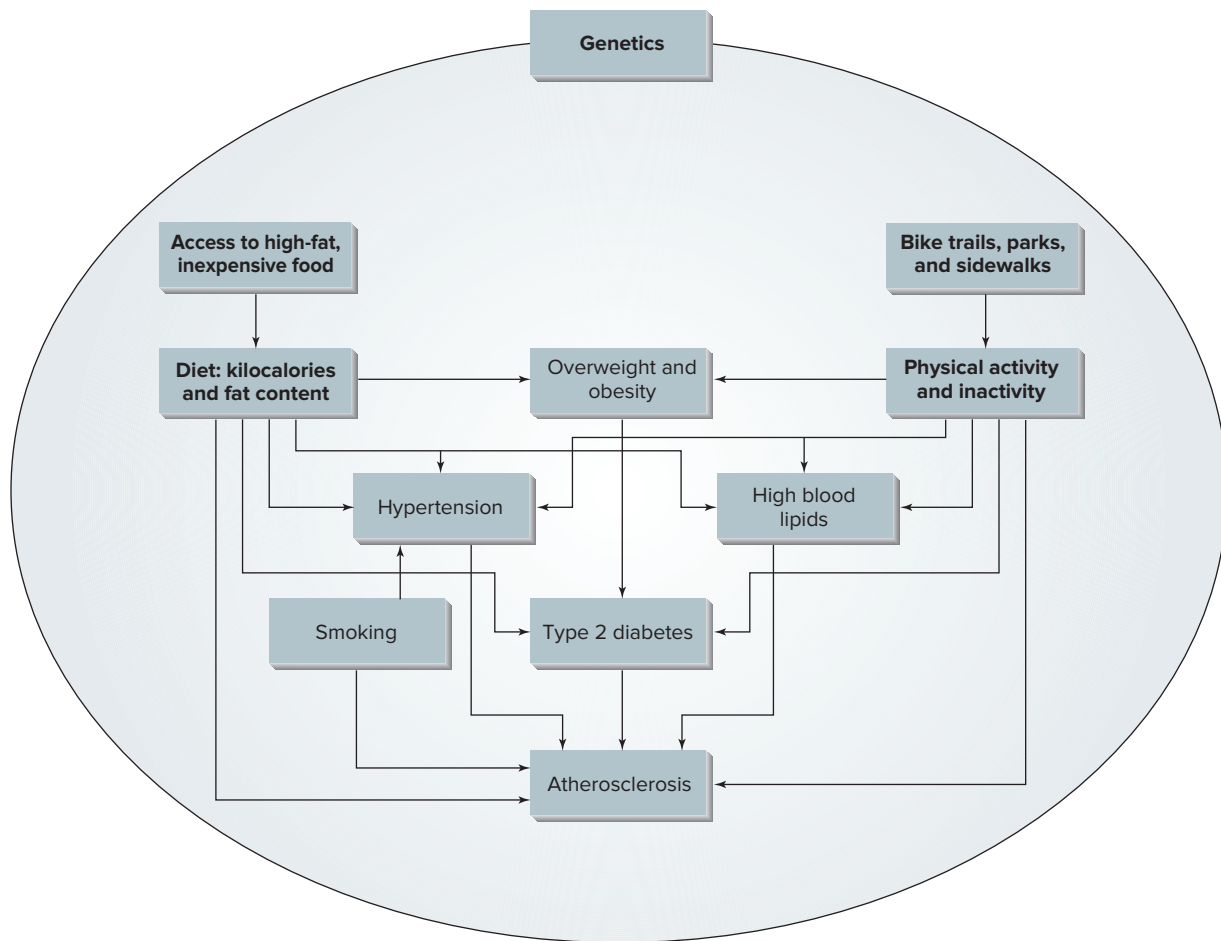 Genetics
Access to high-fat,
inexpensive food
Bike trails, parks,
and sidewalks
Diet: kilocalories
and fat content
Overweight and
obesity
Physical activity
and inactivity
Hypertension
High blood
lipids
Smoking
Type 2 diabetes
Atherosclerosis